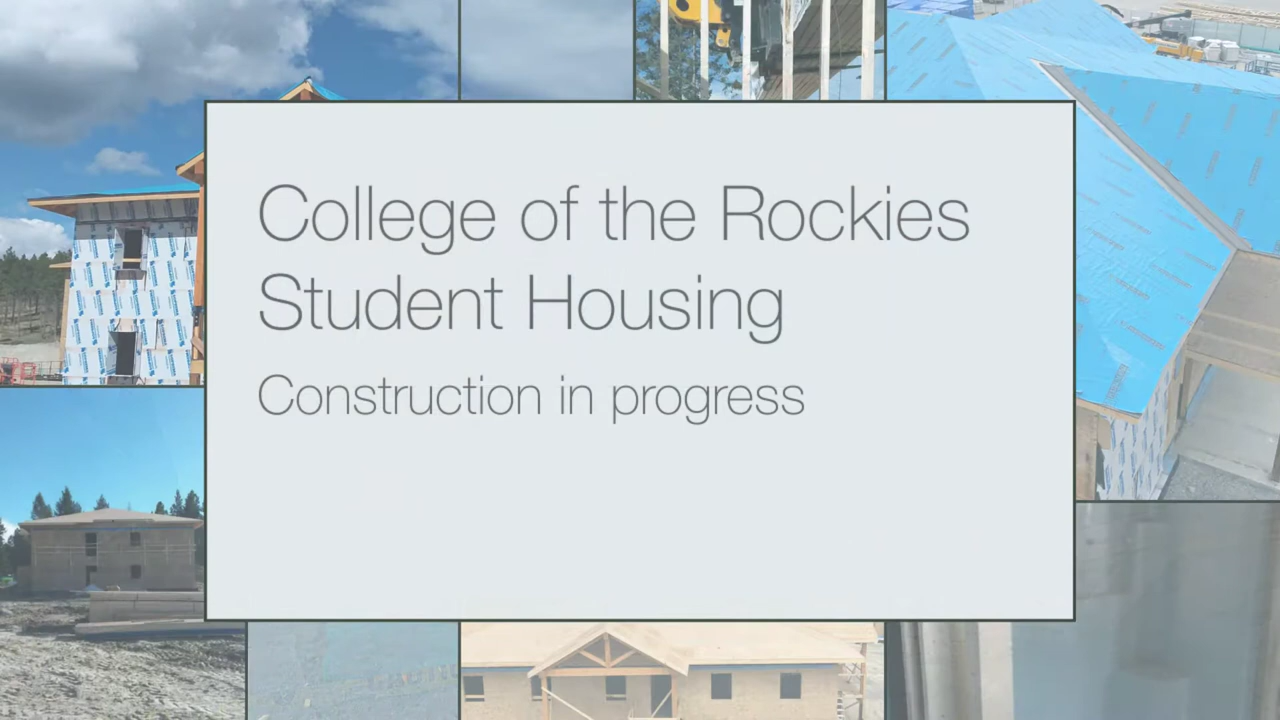 College of the Rockies
Student Housing
Construction in progress